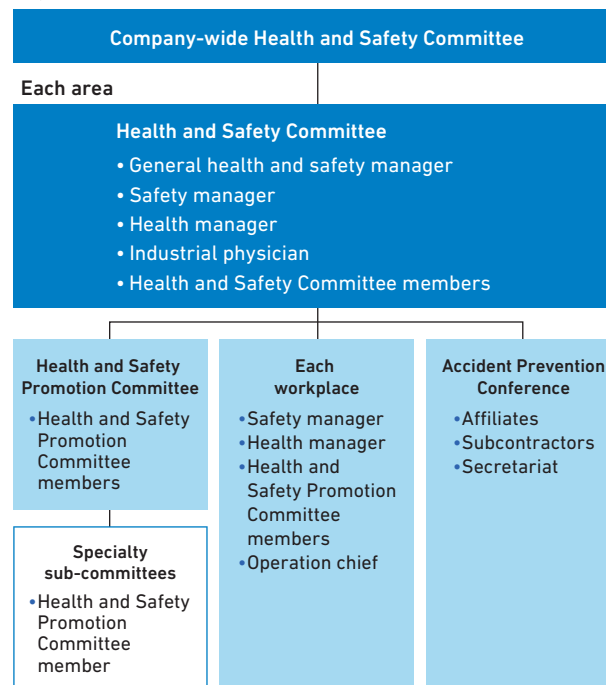 Company-wide Health and Safety Committee
Each area
Health and Safety Committee
• General health and safety manager
• Safety manager
• Health manager
• Industrial physician
• Health and Safety Committee members
Health and Safety
Promotion Committee
• Health and Safety
Promotion
Committee
members
Specialty
sub-committees
• Health and Safety
Promotion
Committee
member
Each
workplace
• Safety manager
• Health manager
• Health and
Safety Promotion
Committee
members
• Operation chief
Accident Prevention
Conference
• Affiliates
• Subcontractors
• Secretariat